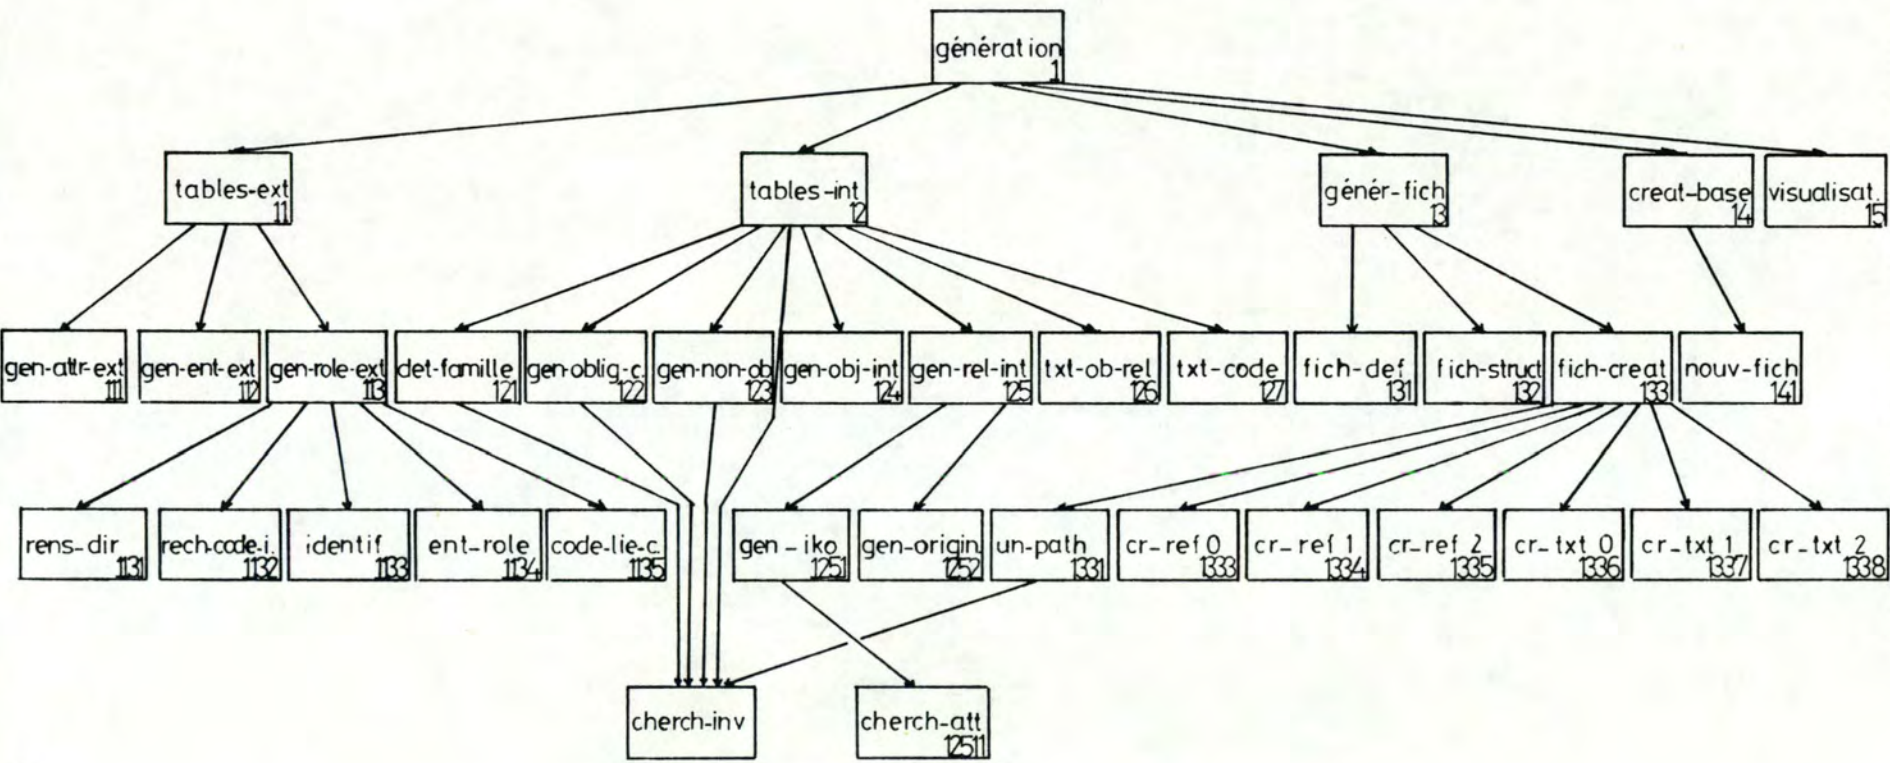 génération
1
tables-ext
11
tables-int
12
génér-fich
13
creat-base
14
visualisat.
15
gen-attr-ext
111
gen-ent-ext
112
gen-role-ext
113
det-famille
121
gen-oblig-c.
122
gen-non-ob
123
gen-obj-int
124
gen-rel-int
125
txt-ob-rel
126
txt-code
127
fich-def
131
fich-struct
132
fich-creat
133
nouv-fich
141
rens-dir
1131
rech-code-i.
1132
identif
1133
ent-role
1134
code-lie-c.
1135
gen-iko
1251
gen-origin.
1252
un-path
1331
cr-ref 0
1333
cr-ref 1
1334
cr-ref 2
1335
cr-txt 0
1336
cr-txt 1
1337
cr-txt 2
1338
cherch-inv
cherch-att
12511